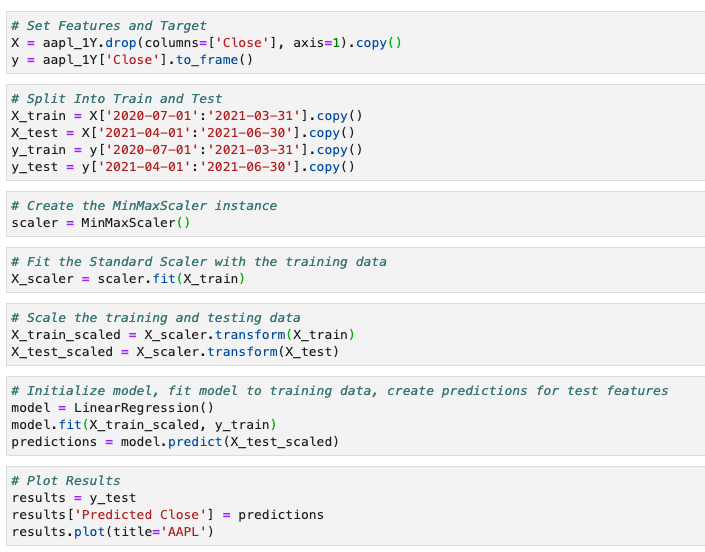 # Set Features and Target
X = aapl_1Y.drop(columns=['Close'], axis=1).copy()
y = aapl_1Y['Close'].to_frame()
# Split Into Train and Test
X_train = X['2020-07-01':'2021-03-31'].copy()
X_test = X['2021-04-01':'2021-06-30'].copy()
y_train = y['2020-07-01':'2021-03-31'].copy()
y_test = y['2021-04-01':'2021-06-30'].copy()
# Create the MinMaxScaler instance
scaler = MinMaxScaler()
# Fit the Standard Scaler with the training data
X_scaler = scaler.fit(X_train)
# Scale the training and testing data
X_train_scaled = X_scaler.transform(X_train)
X_test_scaled = X_scaler.transform(X_test)
# Initialize model, fit model to training data, create predictions for test features
model = LinearRegression()
model.fit(X_train_scaled, y_train)
predictions = model.predict(X_test_scaled)
# Plot Results
results = y_test
results['Predicted Close'] = predictions
results.plot(title='AAPL')